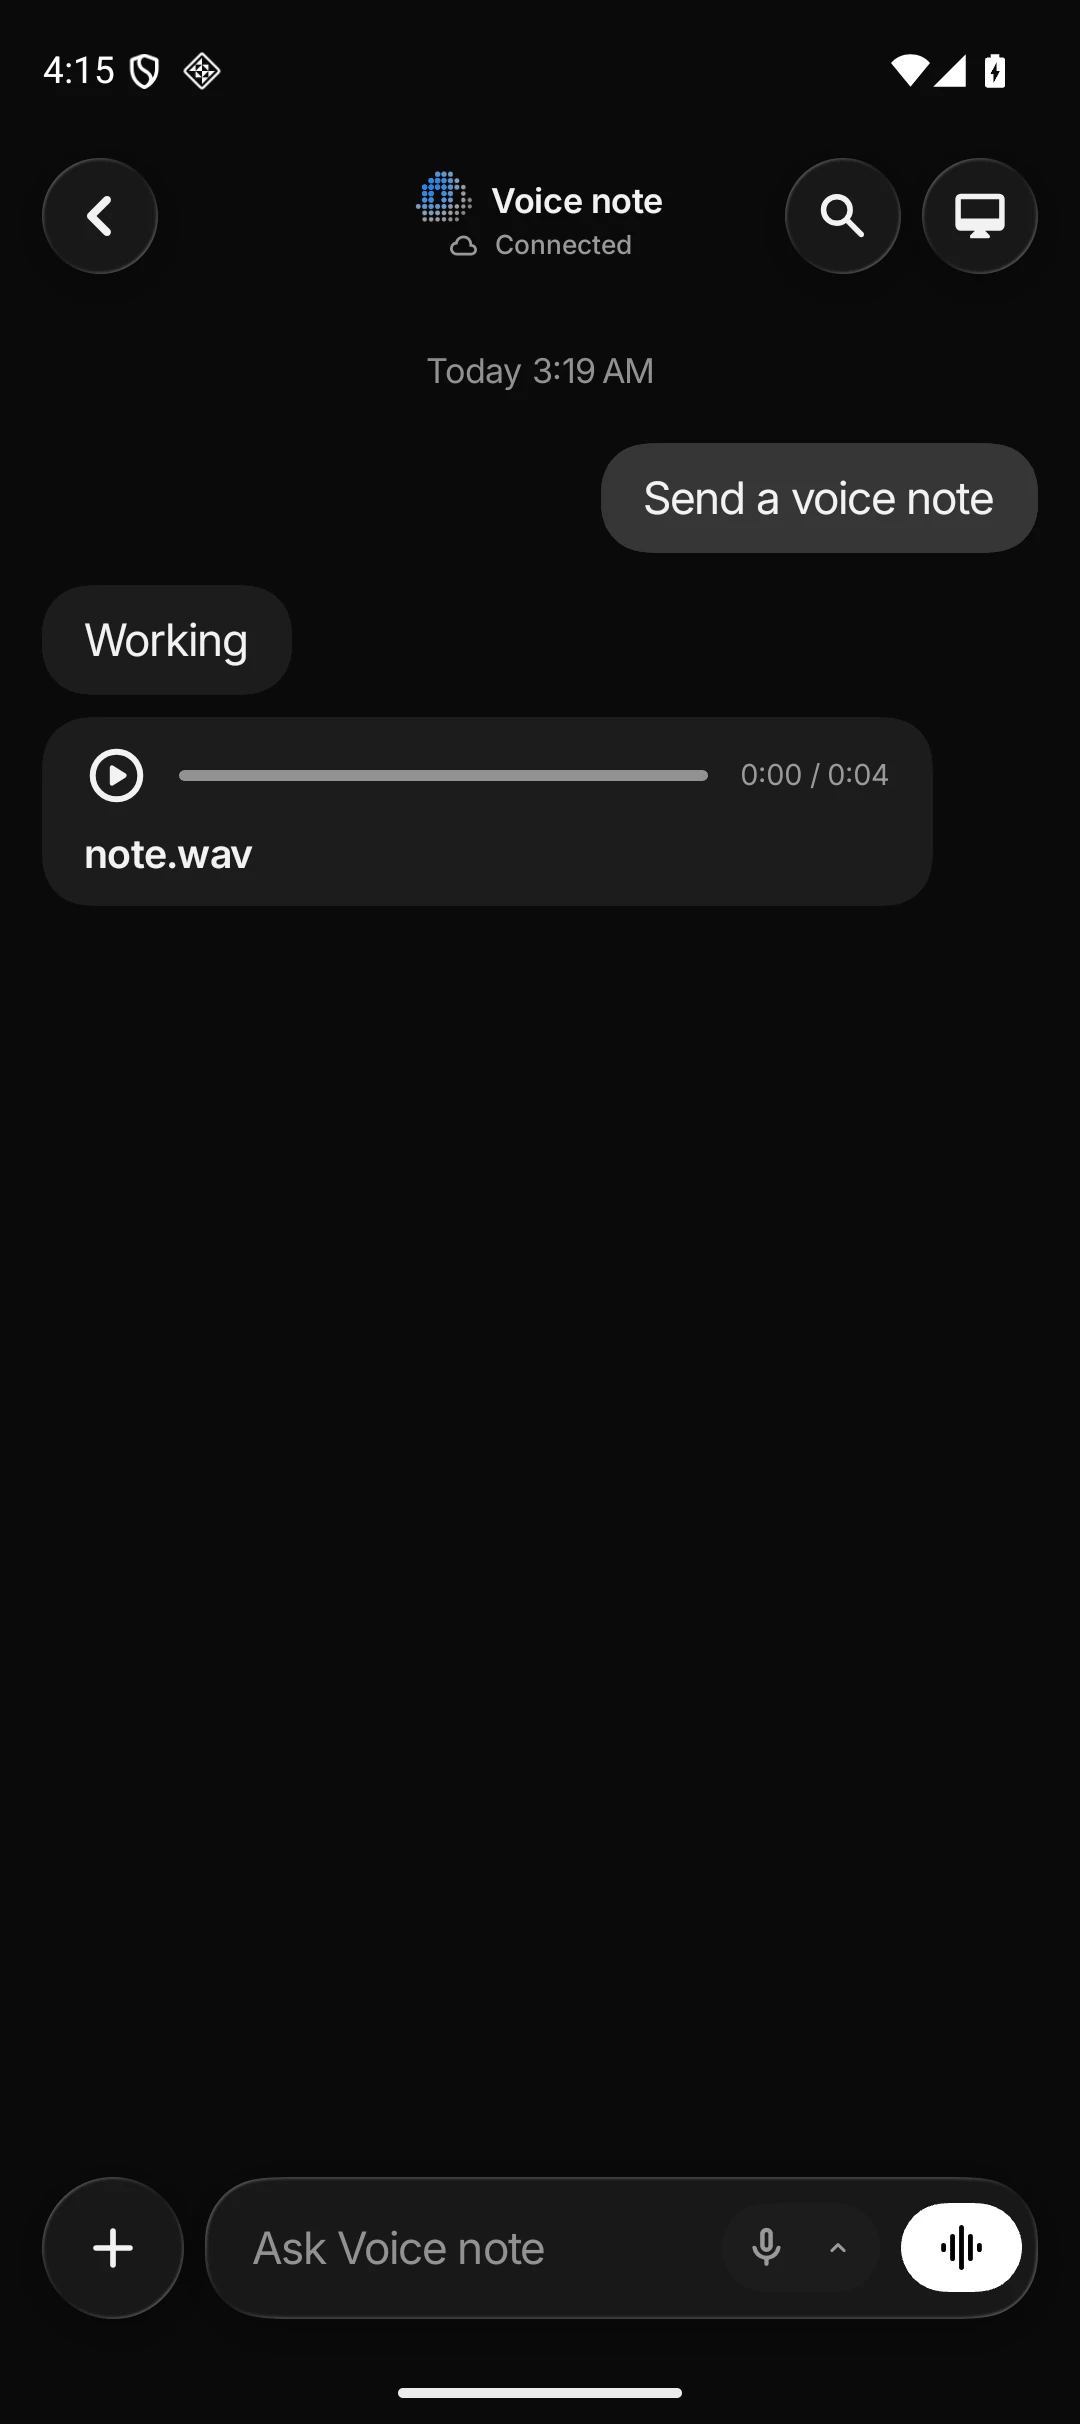 4:15
Voice note
Connected
Today 3:19 AM
Send a voice note
Working
0:00 / 0:04
note.wav
Ask Voice note